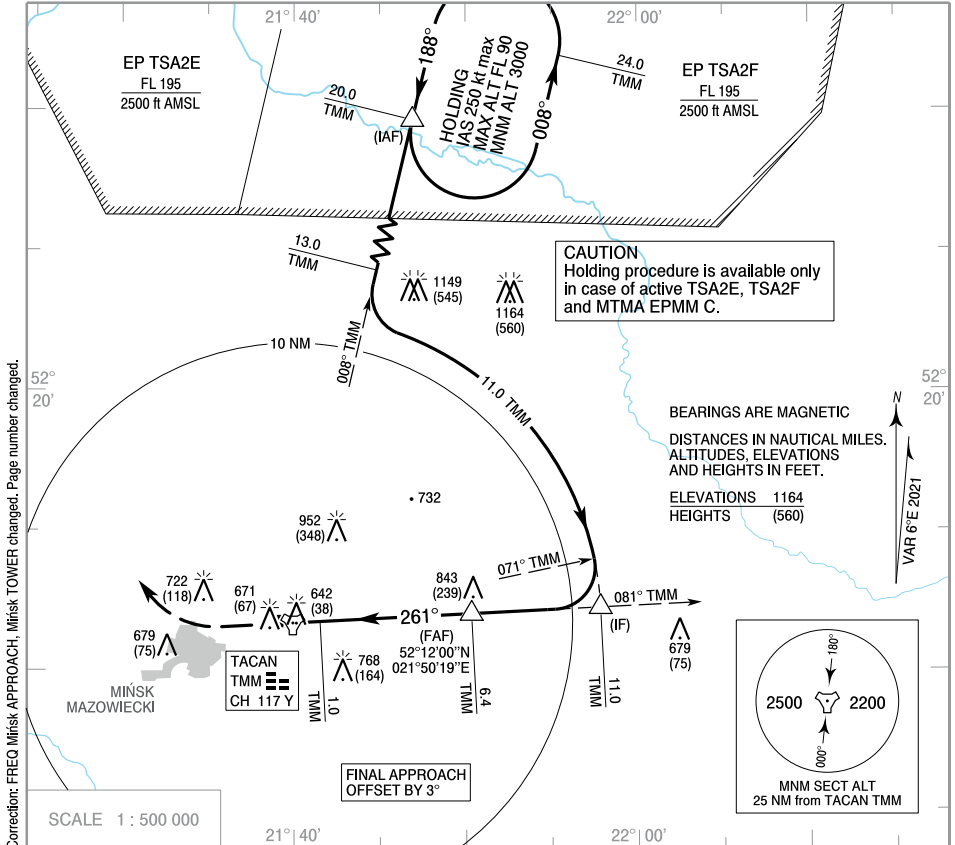 21°40'
22°00'
EP TSA2E
FL 195
2500 ft AMSL
188°
HOLDING
IAS 250 kt max
MAX ALT FL 90
MNM ALT 3000
008°
24.0
TMM
EP TSA2F
FL 195
2500 ft AMSL
20.0
TMM
(IAF)
13.0
TMM
1149
(545)
1164
(560)
CAUTION
Holding procedure is available only
in case of active TSA2E, TSA2F
and MTMA EPMM C.
10 NM
008° TMM
11.0 TMM
52°
20'
52°
20'
BEARINGS ARE MAGNETIC
DISTANCES IN NAUTICAL MILES.
ALTITUDES, ELEVATIONS
AND HEIGHTS IN FEET.
ELEVATIONS 1164
HEIGHTS (560)
N
VAR 6°E 2021
732
952
(348)
071° TMM
722
(118)
671
(67)
642
(38)
843
(239)
261°
081° TMM
(IF)
(FAF)
52°12'00"N
021°50'19"E
679
(75)
679
(75)
MIŃSK
MAZOWIECKI
TACAN
TMM
CH 117 Y
768
(164)
1.0
TMM
6.4
TMM
11.0
TMM
180°
2500
2200
000°
MNM SECT ALT
25 NM from TACAN TMM
FINAL APPROACH
OFFSET BY 3°
SCALE 1 : 500 000
21°40'
22°00'
Correction: FREQ Mińsk APPROACH, Mińsk TOWER changed. Page number changed.